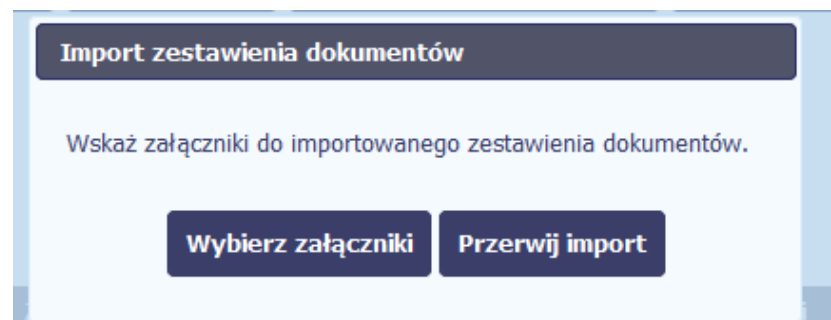 Import zestawienia dokumentów
Wskaż załączniki do importowanego zestawienia dokumentów.
Wybierz załączniki Przerwij import